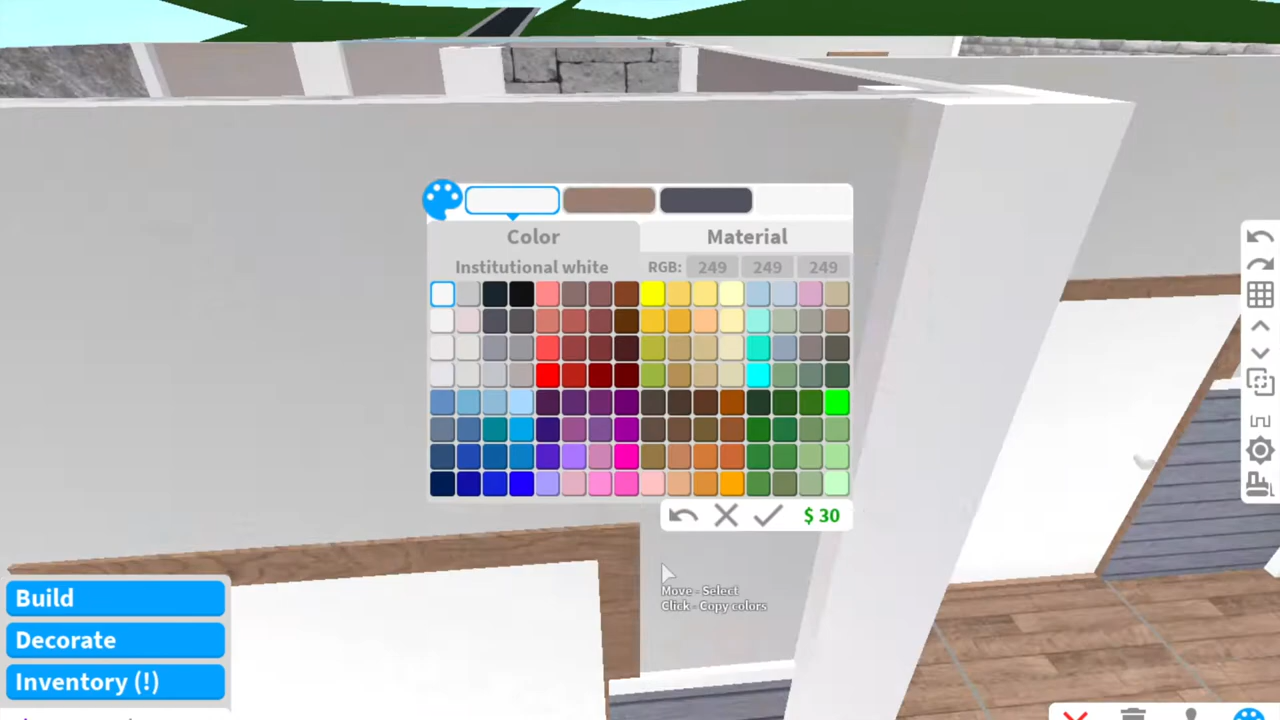 Color
Material
Institutional white
RGB: 249 249 249
$ 30
Move - Select
Click - Copy colors
Build
Decorate
Inventory (!)